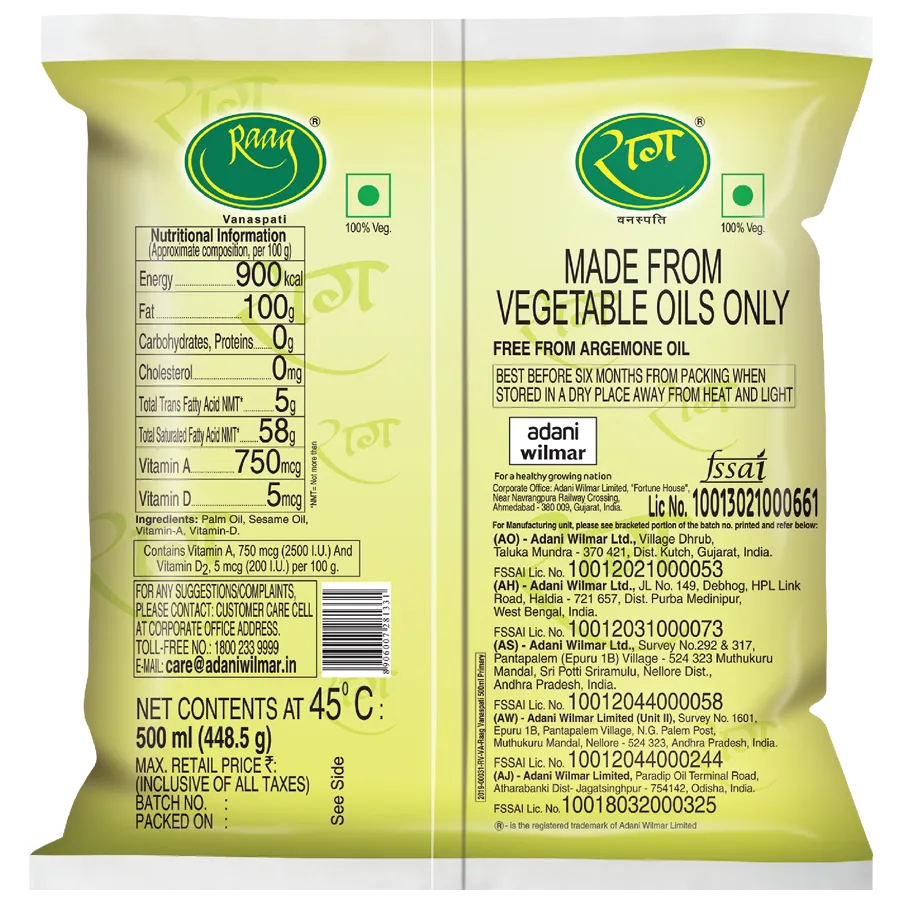 Raag
®
Vanaspati
100% Veg.
Nutritional Information
(Approximate composition, per 100 g)
Energy 900 kcal
Fat 100g
Carbohydrates, Proteins 0g
Cholesterol 0mg
Total Trans Fatty Acid NMT* 5g
Total Saturated Fatty Acid NMT* 58g
Vitamin A 750mcg
Vitamin D 5mcg
*NMT= Not more than
Ingredients: Palm Oil, Sesame Oil,
Vitamin-A, Vitamin-D.
Contains Vitamin A, 750 mcg (2500 I.U.) And
Vitamin D2, 5 mcg (200 I.U.) per 100 g.
FOR ANY SUGGESTIONS/COMPLAINTS,
PLEASE CONTACT: CUSTOMER CARE CELL
AT CORPORATE OFFICE ADDRESS.
TOLL-FREE NO.: 1800 233 9999
E-MAIL: care@adaniwilmar.in
8906007281331
NET CONTENTS AT 45°C :
500 ml (448.5 g)
MAX. RETAIL PRICE ₹:
(INCLUSIVE OF ALL TAXES)
BATCH NO. :
PACKED ON :
See Side
राग
®
वनस्पति
100% Veg.
MADE FROM
VEGETABLE OILS ONLY
FREE FROM ARGEMONE OIL
BEST BEFORE SIX MONTHS FROM PACKING WHEN
STORED IN A DRY PLACE AWAY FROM HEAT AND LIGHT
adani
wilmar
For a healthy growing nation
Corporate Office: Adani Wilmar Limited, "Fortune House",
Near Navrangpura Railway Crossing,
Ahmedabad - 380 009, Gujarat, India.
fssai
Lic No. 10013021000661
For Manufacturing unit, please see bracketed portion of the batch no. printed and refer below:
(AO) - Adani Wilmar Ltd., Village Dhrub,
Taluka Mundra - 370 421, Dist. Kutch, Gujarat, India.
FSSAI Lic. No. 10012021000053
(AH) - Adani Wilmar Ltd., JL No. 149, Debhog, HPL Link
Road, Haldia - 721 657, Dist. Purba Medinipur,
West Bengal, India.
FSSAI Lic. No. 10012031000073
(AS) - Adani Wilmar Ltd., Survey No.292 & 317,
Pantapalem (Epuru 1B) Village - 524 323 Muthukuru
Mandal, Sri Potti Sriramulu, Nellore Dist.,
Andhra Pradesh, India.
FSSAI Lic. No. 10012044000058
(AW) - Adani Wilmar Limited (Unit II), Survey No. 1601,
Epuru 1B, Pantapalem Village, N.G. Palem Post,
Muthukuru Mandal, Nellore - 524 323, Andhra Pradesh, India.
FSSAI Lic. No. 10012044000244
(AJ) - Adani Wilmar Limited, Paradip Oil Terminal Road,
Atharabanki Dist- Jagatsinghpur - 754142, Odisha, India.
FSSAI Lic. No. 10018032000325
® - is the registered trademark of Adani Wilmar Limited
2019-00031-RV-VA-Raag Vanaspati 500ml Primary
राग
राग
राग
राग